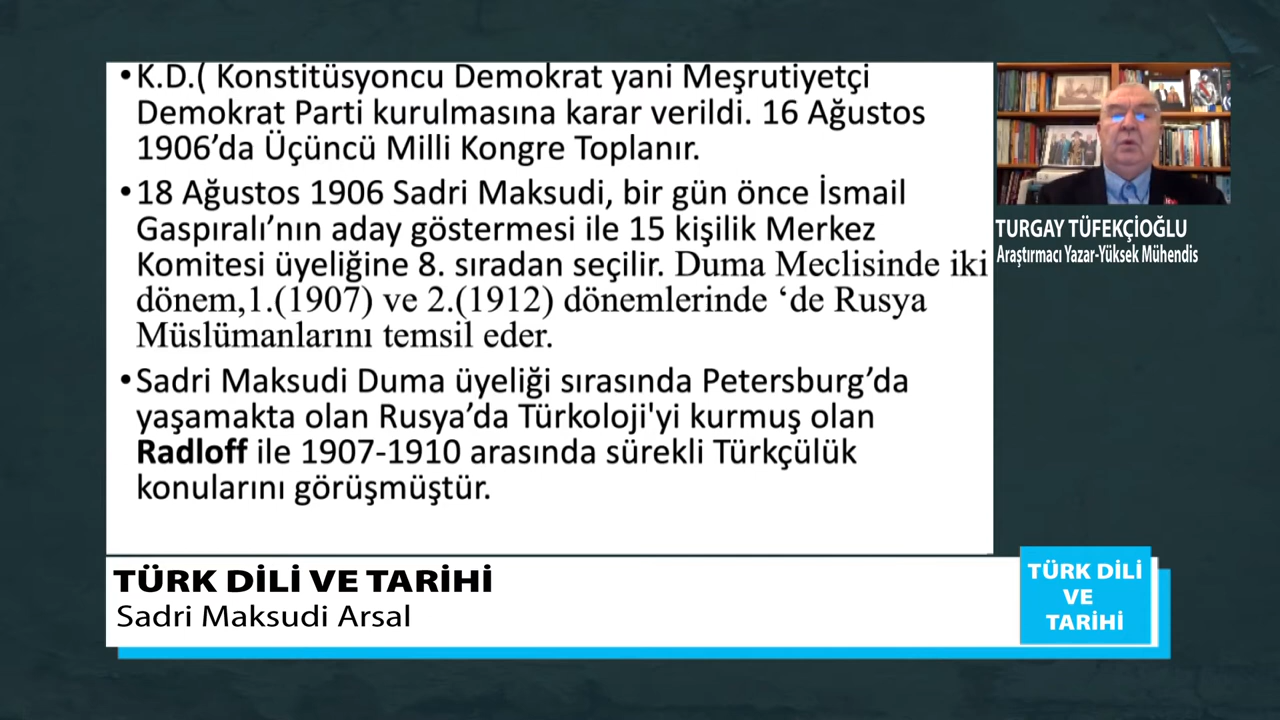 •K.D.( Konstitüsyoncu Demokrat yani Meşrutiyetçi
Demokrat Parti kurulmasına karar verildi. 16 Ağustos
1906’da Üçüncü Milli Kongre Toplanır.
•18 Ağustos 1906 Sadri Maksudi, bir gün önce İsmail
Gaspıralı’nın aday göstermesi ile 15 kişilik Merkez
Komitesi üyeliğine 8. sıradan seçilir. Duma Meclisinde iki
dönem,1.(1907) ve 2.(1912) dönemlerinde ‘de Rusya
Müslümanlarını temsil eder.
•Sadri Maksudi Duma üyeliği sırasında Petersburg’da
yaşamakta olan Rusya’da Türkoloji'yi kurmuş olan
Radloff ile 1907-1910 arasında sürekli Türkçülük
konularını görüşmüştür.
TURGAY TÜFEKÇİOĞLU
Araştırmacı Yazar-Yüksek Mühendis
TÜRK DİLİ VE TARİHİ
Sadri Maksudi Arsal
TÜRK DİLİ
VE
TARİHİ